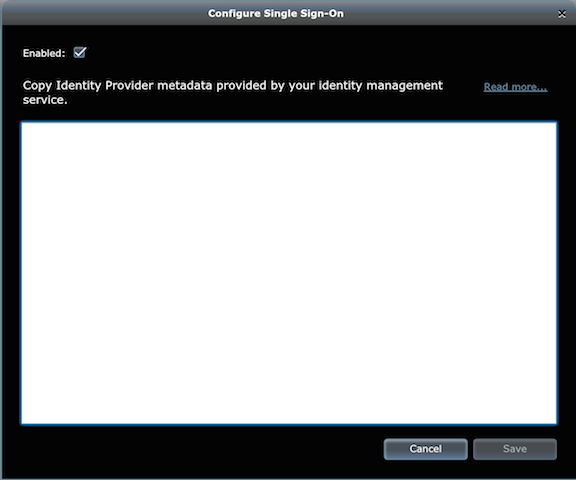 Configure Single Sign-On
Enabled:
Copy Identity Provider metadata provided by your identity management
service.
Read more...
Cancel
Save